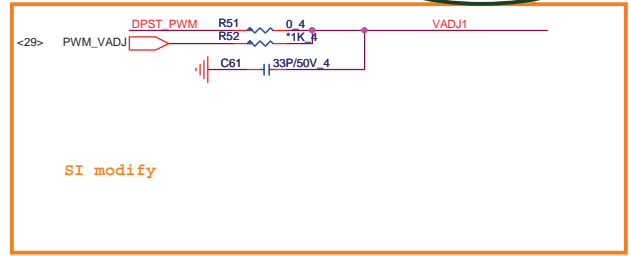 DPST_PWM R51 0_4 VADJ1
<29> PWM_VADJ R52 *1K_4
C61 33P/50V_4
SI modify